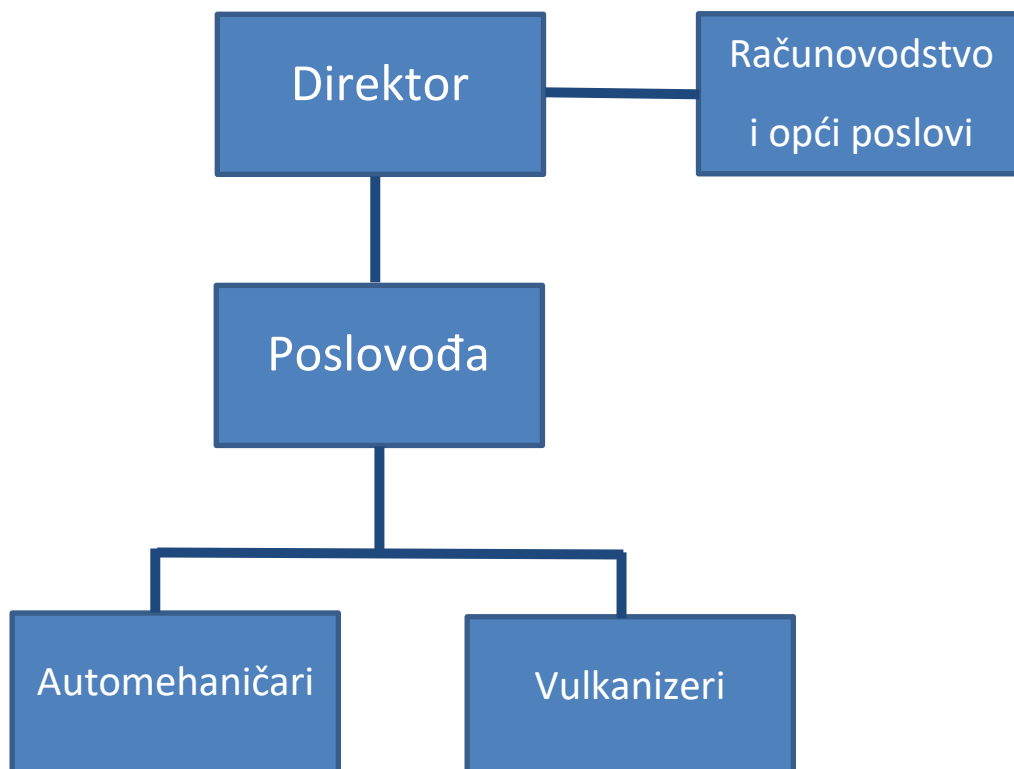 Direktor
Računovodstvo
i opći poslovi
Poslovođa
Automehaničari
Vulkanizeri